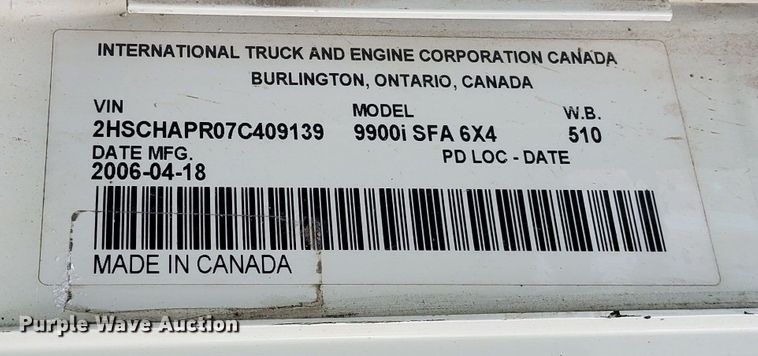 INTERNATIONAL TRUCK AND ENGINE CORPORATION CANADA
BURLINGTON, ONTARIO, CANADA
VIN MODEL W.B.
2HSCHAPR07C409139 9900i SFA 6X4 510
DATE MFG. PD LOC - DATE
2006-04-18
MADE IN CANADA
Purple Wave Auction